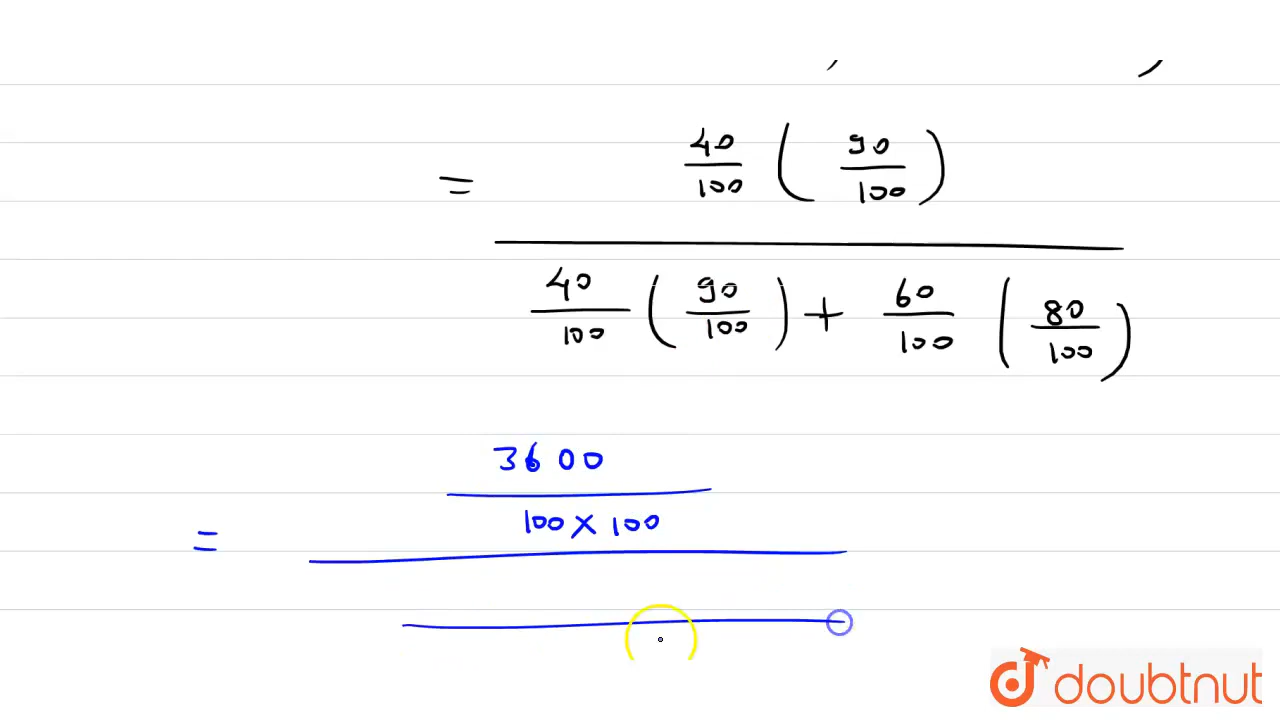 = 40/100 ( 90/100 )
40/100 ( 90/100 ) + 60/100 ( 80/100 )
= 3600
100 × 100
doubtnut